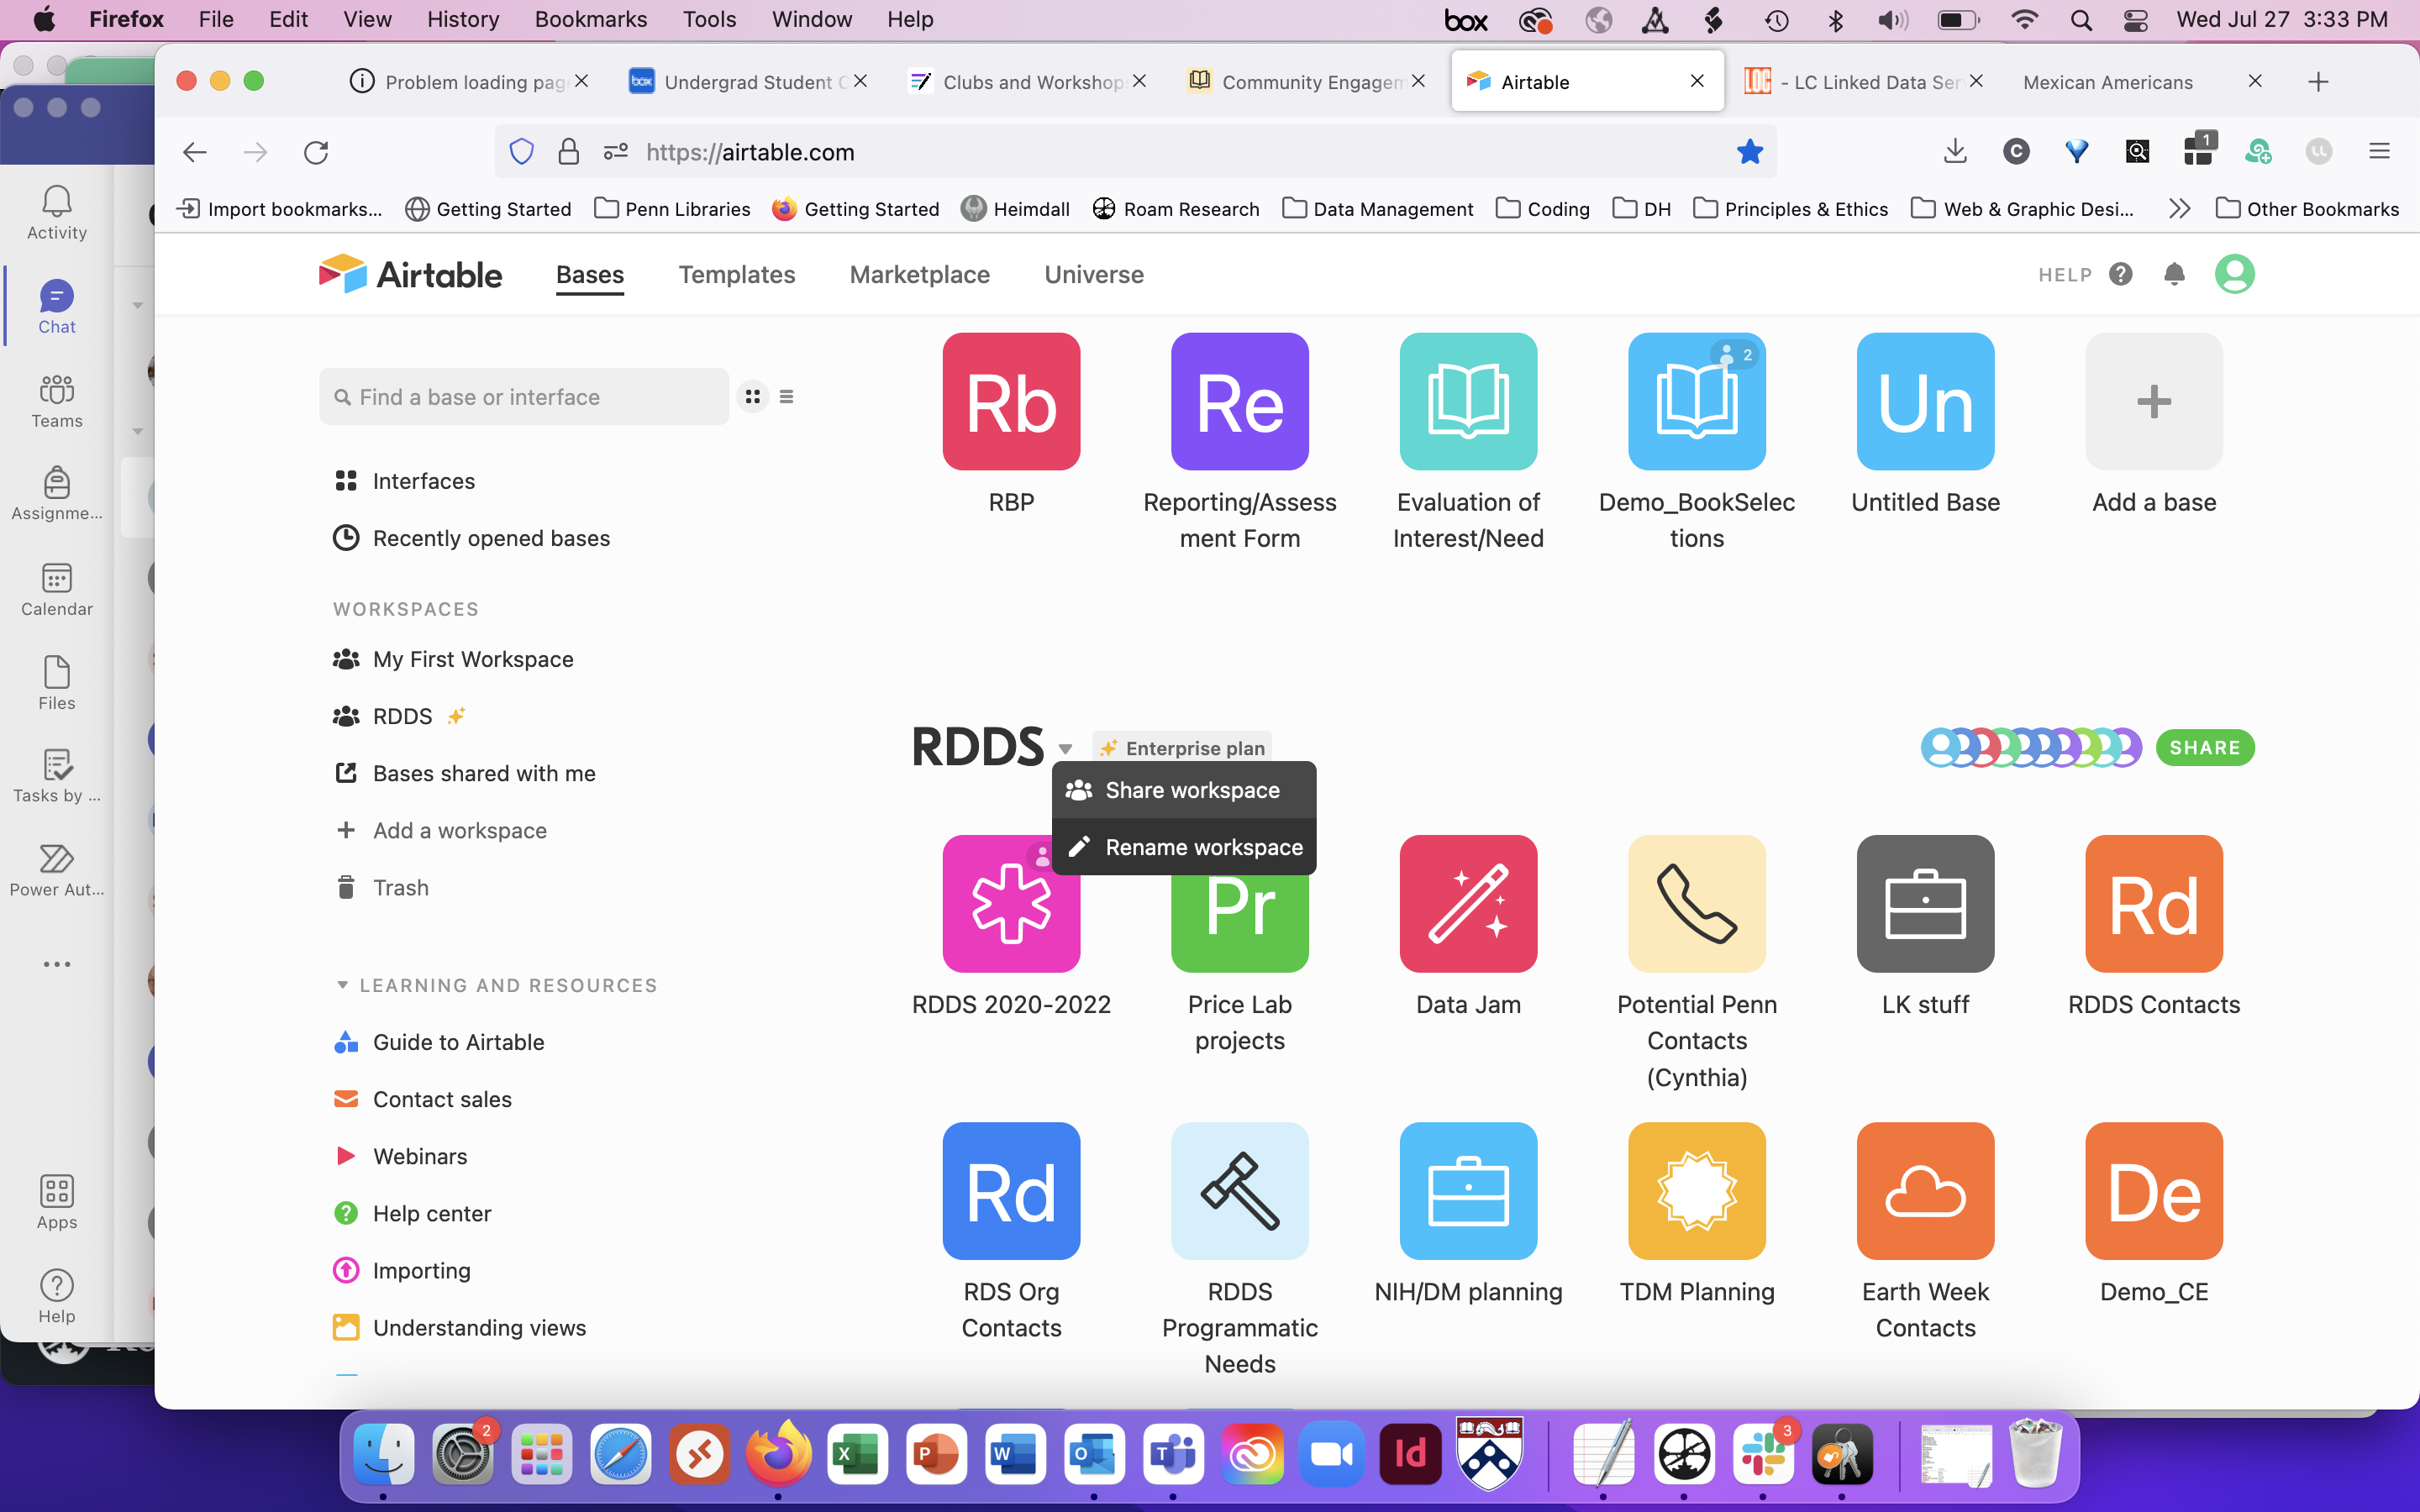 Firefox File Edit View History Bookmarks Tools Window Help box Wed Jul 27 3:33 PM
Problem loading page Undergrad Student C Clubs and Workshop Community Engagem Airtable LOC - LC Linked Data Ser Mexican Americans
https://airtable.com C 1
Import bookmarks... Getting Started Penn Libraries Getting Started Heimdall Roam Research Data Management Coding DH Principles & Ethics Web & Graphic Desi... Other Bookmarks
Activity
Chat
Teams
Assignme...
Calendar
Files
Tasks by ...
Power Aut...
Apps
Help
Airtable Bases Templates Marketplace Universe HELP
Find a base or interface
Interfaces
Recently opened bases
WORKSPACES
My First Workspace
RDDS
Bases shared with me
Add a workspace
Trash
LEARNING AND RESOURCES
Guide to Airtable
Contact sales
Webinars
Help center
Importing
Understanding views
Rb Re 2 Un
RBP Reporting/Assess Evaluation of Demo_BookSelec Untitled Base Add a base
ment Form Interest/Need tions
RDDS Enterprise plan SHARE
Share workspace
Rename workspace
Pr Rd
RDDS 2020-2022 Price Lab Data Jam Potential Penn LK stuff RDDS Contacts
projects Contacts
(Cynthia)
Rd De
RDS Org RDDS NIH/DM planning TDM Planning Earth Week Demo_CE
Contacts Programmatic Contacts
Needs
2 X P W O T Id 3